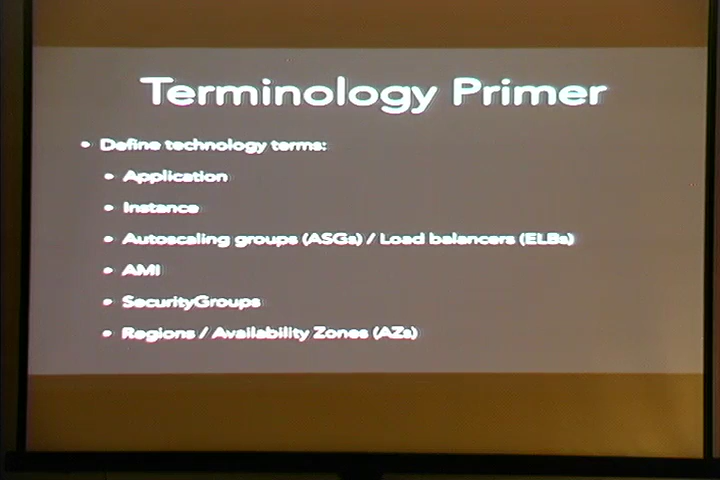 Terminology Primer
• Define technology terms:
• Application
• Instance
• Autoscaling groups (ASGs) / Load balancers (ELBs)
• AMI
• SecurityGroups
• Regions / Availability Zones (AZs)